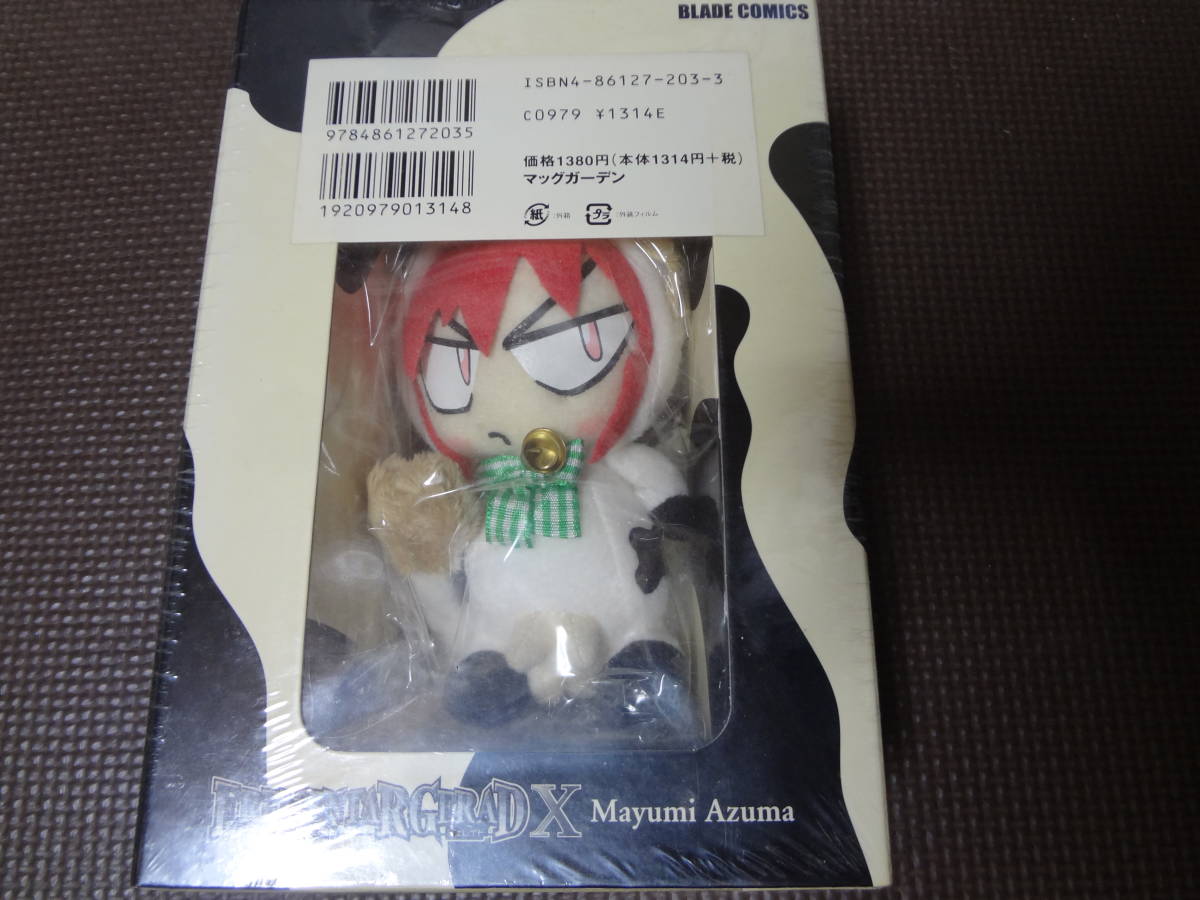 BLADE COMICS
ISBN4-86127-203-3
C0979 ¥1314E
9784861272035
価格1380円(本体1314円+税)
マッグガーデン
1920979013148
紙 :外箱 プラ :外装フィルム
X Mayumi Azuma